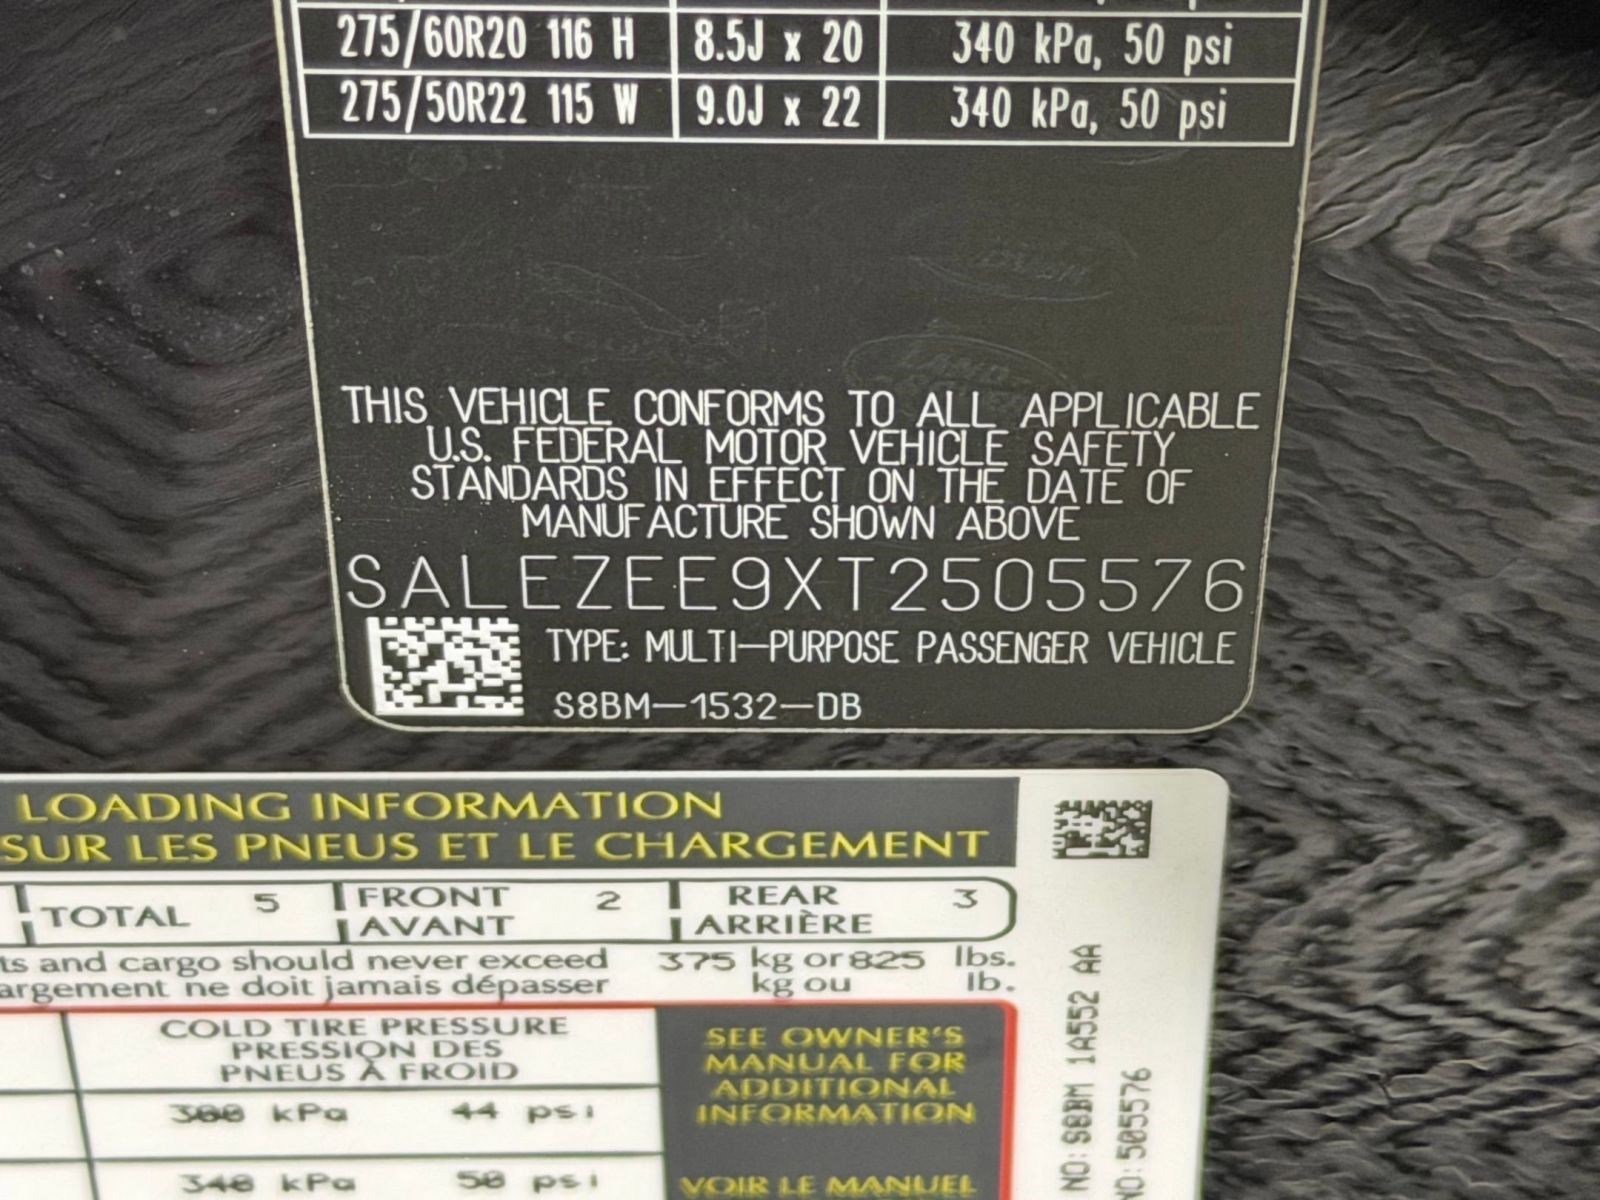 275/60R20 116 H 8.5J x 20 340 kPa, 50 psi
275/50R22 115 W 9.0J x 22 340 kPa, 50 psi
THIS VEHICLE CONFORMS TO ALL APPLICABLE
U.S. FEDERAL MOTOR VEHICLE SAFETY
STANDARDS IN EFFECT ON THE DATE OF
MANUFACTURE SHOWN ABOVE
SALEZEE9XT2505576
TYPE: MULTI-PURPOSE PASSENGER VEHICLE
S8BM-1532-DB
LOADING INFORMATION
SUR LES PNEUS ET LE CHARGEMENT
TOTAL 5 FRONT 2 REAR 3
AVANT ARRIÈRE
ts and cargo should never exceed 375 kg or 825 lbs.
argement ne doit jamais dépasser kg ou lb.
COLD TIRE PRESSURE
PRESSION DES
PNEUS À FROID
300 kPa 44 psi
340 kPa 50 psi
SEE OWNER'S
MANUAL FOR
ADDITIONAL
INFORMATION
VOIR LE MANUEL
NO: S8BM 1A552 AA
NO: 505576